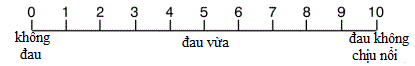 0 1 2 3 4 5 6 7 8 9 10
không đau vừa đau không
đau chịu nổi